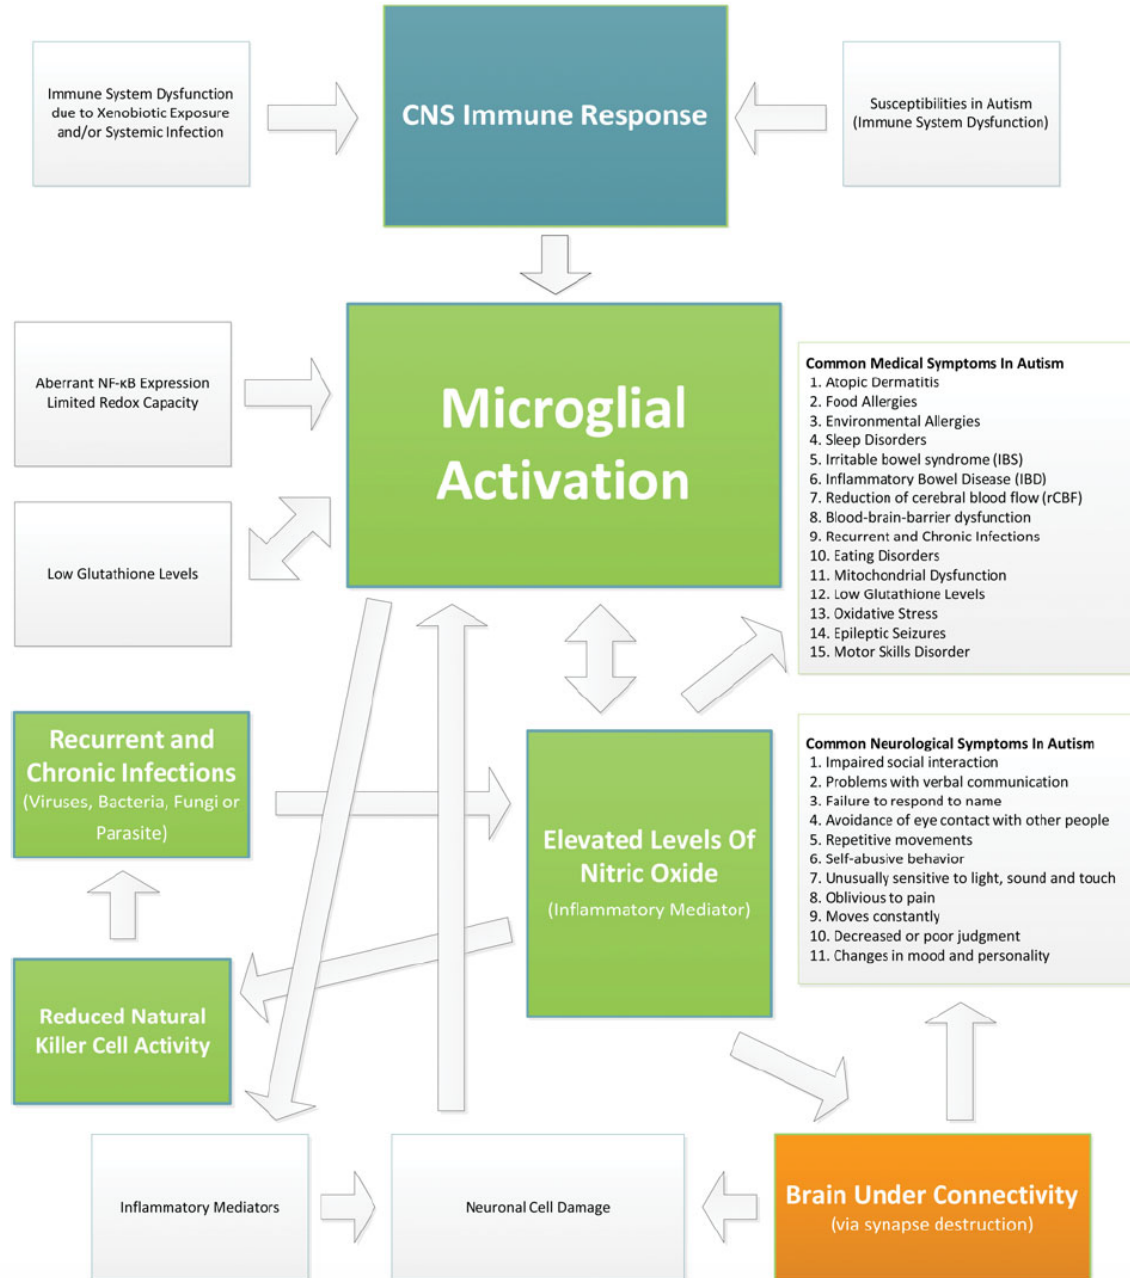 Immune System Dysfunction
due to Xenobiotic Exposure
and/or Systemic Infection
CNS Immune Response
Susceptibilities in Autism
(Immune System Dysfunction)
Aberrant NF-κB Expression
Limited Redox Capacity
Microglial
Activation
Low Glutathione Levels
Common Medical Symptoms In Autism
1. Atopic Dermatitis
2. Food Allergies
3. Environmental Allergies
4. Sleep Disorders
5. Irritable bowel syndrome (IBS)
6. Inflammatory Bowel Disease (IBD)
7. Reduction of cerebral blood flow (rCBF)
8. Blood-brain-barrier dysfunction
9. Recurrent and Chronic Infections
10. Eating Disorders
11. Mitochondrial Dysfunction
12. Low Glutathione Levels
13. Oxidative Stress
14. Epileptic Seizures
15. Motor Skills Disorder
Recurrent and
Chronic Infections
(Viruses, Bacteria, Fungi or
Parasite)
Elevated Levels Of
Nitric Oxide
(Inflammatory Mediator)
Common Neurological Symptoms In Autism
1. Impaired social interaction
2. Problems with verbal communication
3. Failure to respond to name
4. Avoidance of eye contact with other people
5. Repetitive movements
6. Self-abusive behavior
7. Unusually sensitive to light, sound and touch
8. Oblivious to pain
9. Moves constantly
10. Decreased or poor judgment
11. Changes in mood and personality
Reduced Natural
Killer Cell Activity
Inflammatory Mediators
Neuronal Cell Damage
Brain Under Connectivity
(via synapse destruction)